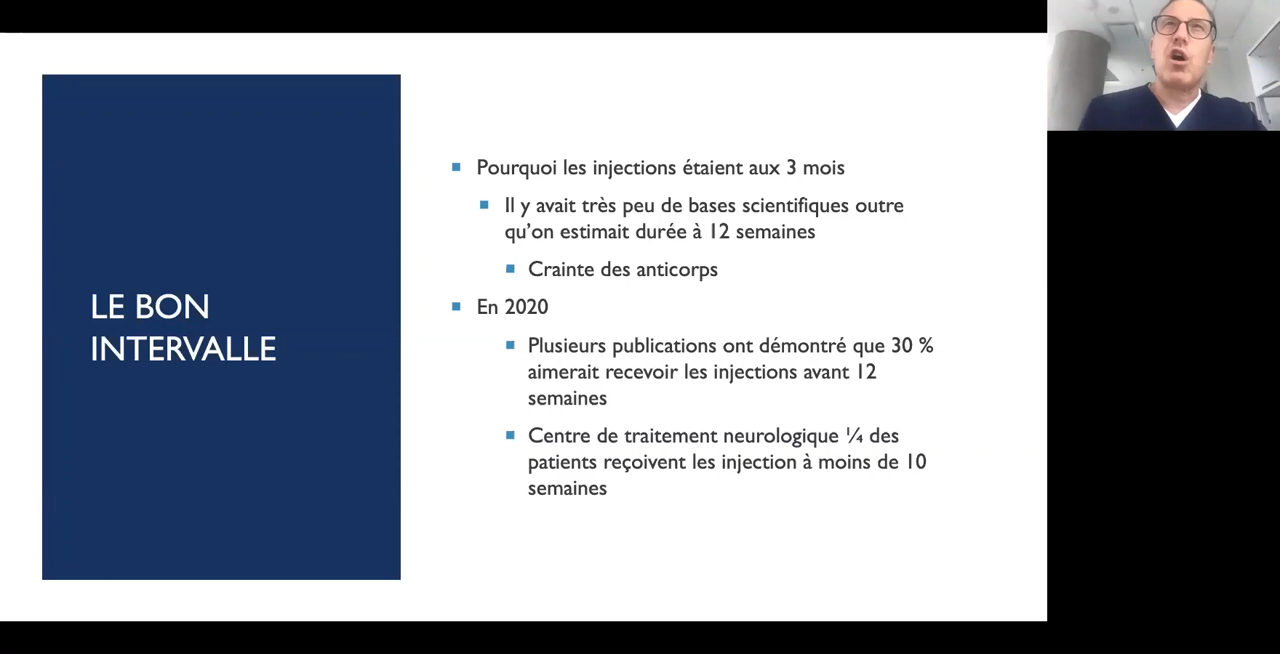 LE BON
INTERVALLE
Pourquoi les injections étaient aux 3 mois
Il y avait très peu de bases scientifiques outre
qu’on estimait durée à 12 semaines
Crainte des anticorps
En 2020
Plusieurs publications ont démontré que 30 %
aimerait recevoir les injections avant 12
semaines
Centre de traitement neurologique ¼ des
patients reçoivent les injection à moins de 10
semaines